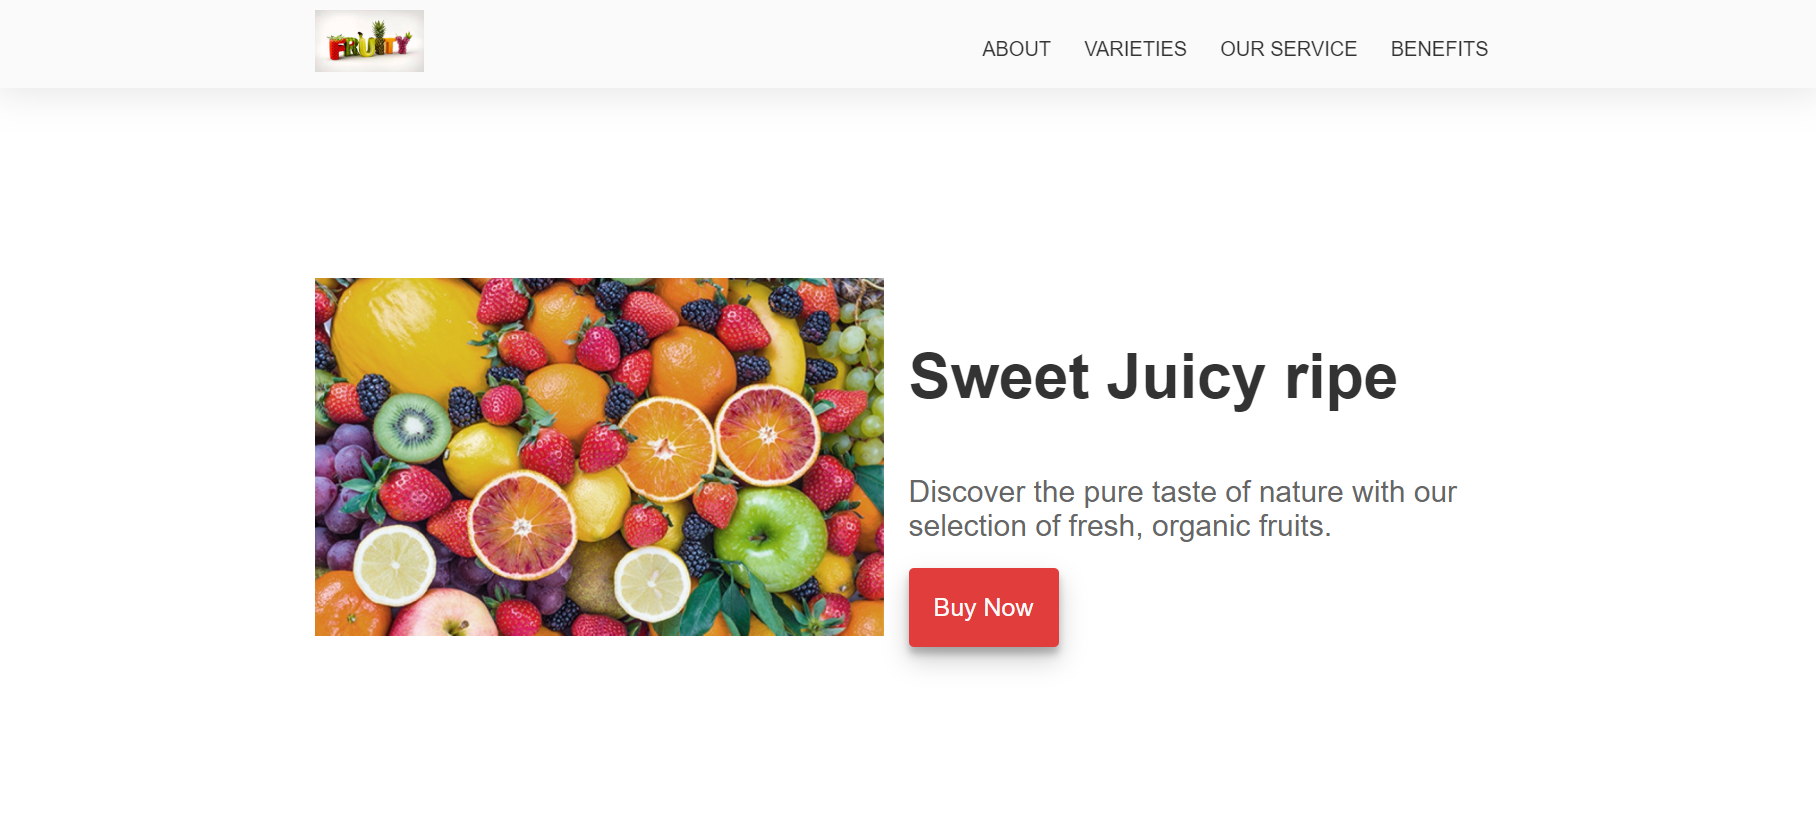 FRUITY
ABOUT VARIETIES OUR SERVICE BENEFITS
Sweet Juicy ripe
Discover the pure taste of nature with our
selection of fresh, organic fruits.
Buy Now